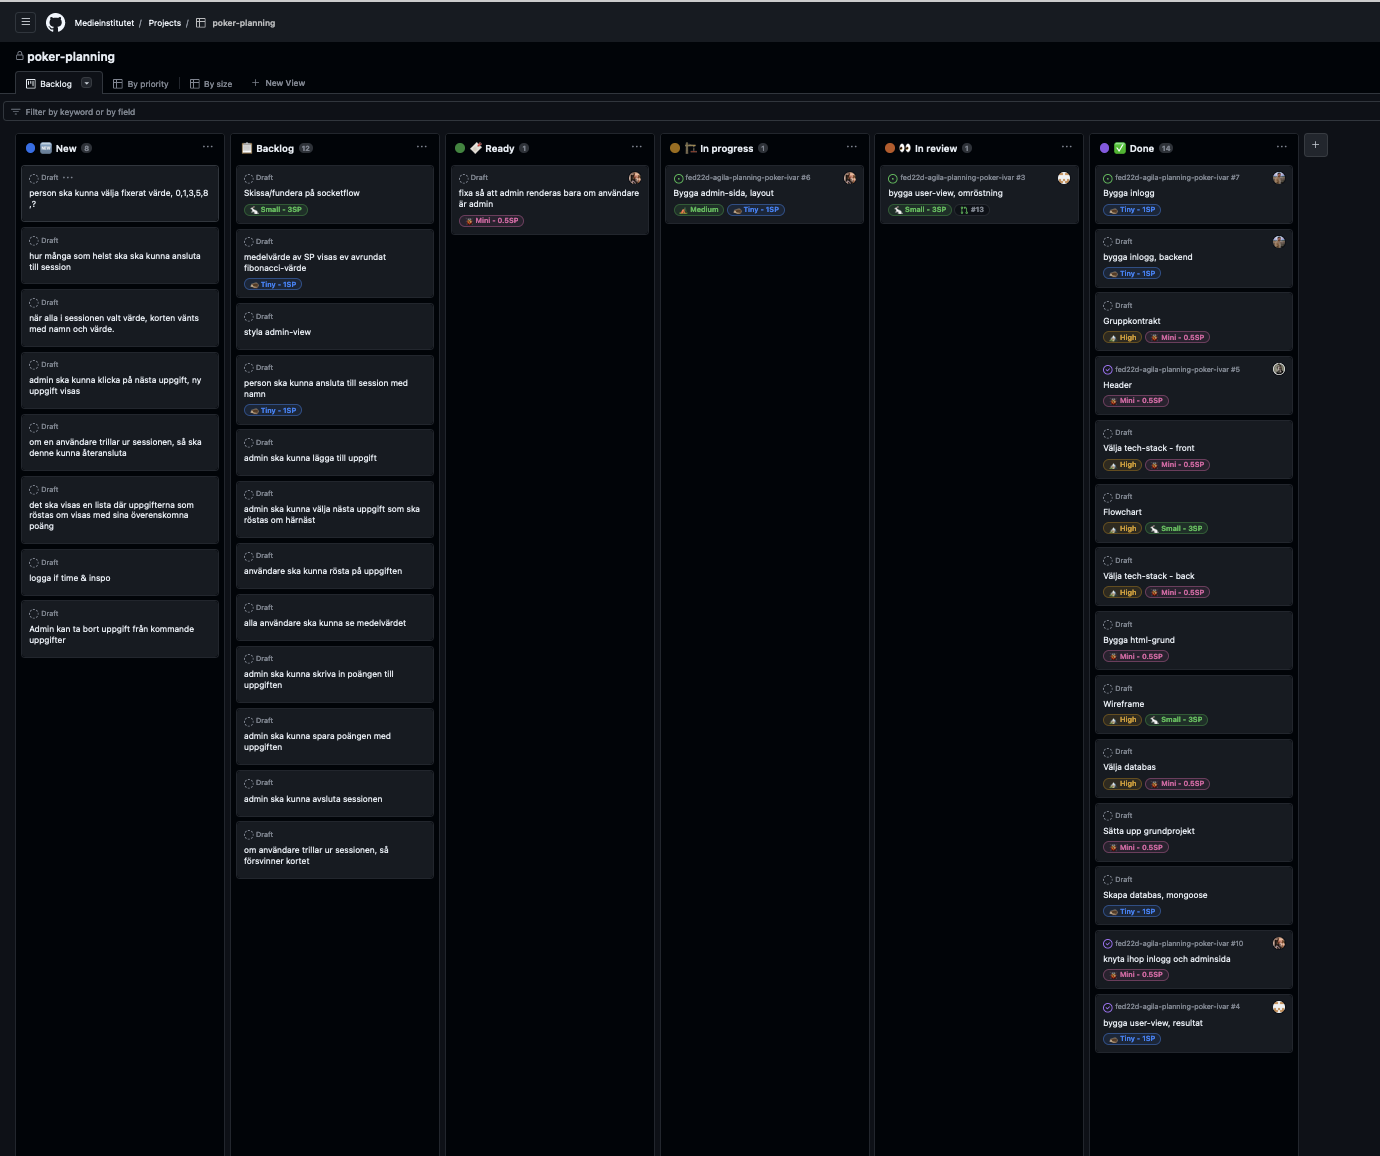 Medieinstitutet / Projects / poker-planning
poker-planning
Backlog
By priority
By size
+ New View
Filter by keyword or by field
New 8
Draft ···
person ska kunna välja fixerat värde, 0,1,3,5,8
,?
Draft
hur många som helst ska ska kunna ansluta
till session
Draft
när alla i sessionen valt värde, korten vänts
med namn och värde.
Draft
admin ska kunna klicka på nästa uppgift, ny
uppgift visas
Draft
om en användare trillar ur sessionen, så ska
denne kunna återansluta
Draft
det ska visas en lista där uppgifterna som
röstas om visas med sina överenskomna
poäng
Draft
logga if time & inspo
Draft
Admin kan ta bort uppgift från kommande
uppgifter
Backlog 12
Draft
Skissa/fundera på socketflow
Small - 3SP
Draft
medelvärde av SP visas ev avrundat
fibonacci-värde
Tiny - 1SP
Draft
styla admin-view
Draft
person ska kunna ansluta till session med
namn
Tiny - 1SP
Draft
admin ska kunna lägga till uppgift
Draft
admin ska kunna välja nästa uppgift som ska
röstas om härnäst
Draft
användare ska kunna rösta på uppgiften
Draft
alla användare ska kunna se medelvärdet
Draft
admin ska kunna skriva in poängen till
uppgiften
Draft
admin ska kunna spara poängen med
uppgiften
Draft
admin ska kunna avsluta sessionen
Draft
om användare trillar ur sessionen, så
försvinner kortet
Ready 1
Draft
fixa så att admin renderas bara om användare
är admin
Mini - 0.5SP
In progress 1
fed22d-agila-planning-poker-ivar #6
Bygga admin-sida, layout
Medium Tiny - 1SP
In review 1
fed22d-agila-planning-poker-ivar #3
bygga user-view, omröstning
Small - 3SP #13
Done 14
fed22d-agila-planning-poker-ivar #7
Bygga inlogg
Tiny - 1SP
Draft
bygga inlogg, backend
Tiny - 1SP
Draft
Gruppkontrakt
High Mini - 0.5SP
fed22d-agila-planning-poker-ivar #5
Header
Mini - 0.5SP
Draft
Välja tech-stack - front
High Mini - 0.5SP
Draft
Flowchart
High Small - 3SP
Draft
Välja tech-stack - back
High Mini - 0.5SP
Draft
Bygga html-grund
Mini - 0.5SP
Draft
Wireframe
High Small - 3SP
Draft
Välja databas
High Mini - 0.5SP
Draft
Sätta upp grundprojekt
Mini - 0.5SP
Draft
Skapa databas, mongoose
Tiny - 1SP
fed22d-agila-planning-poker-ivar #10
knyta ihop inlogg och adminsida
Mini - 0.5SP
fed22d-agila-planning-poker-ivar #4
bygga user-view, resultat
Tiny - 1SP